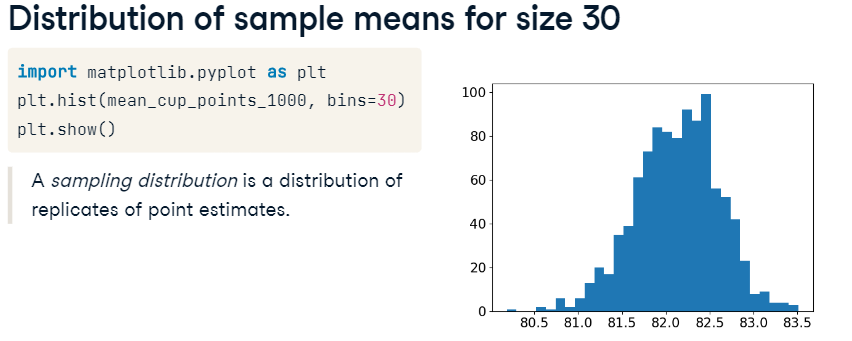 Distribution of sample means for size 30
import matplotlib.pyplot as plt
plt.hist(mean_cup_points_1000, bins=30)
plt.show()
A sampling distribution is a distribution of
replicates of point estimates.
100
80
60
40
20
0
80.5 81.0 81.5 82.0 82.5 83.0 83.5